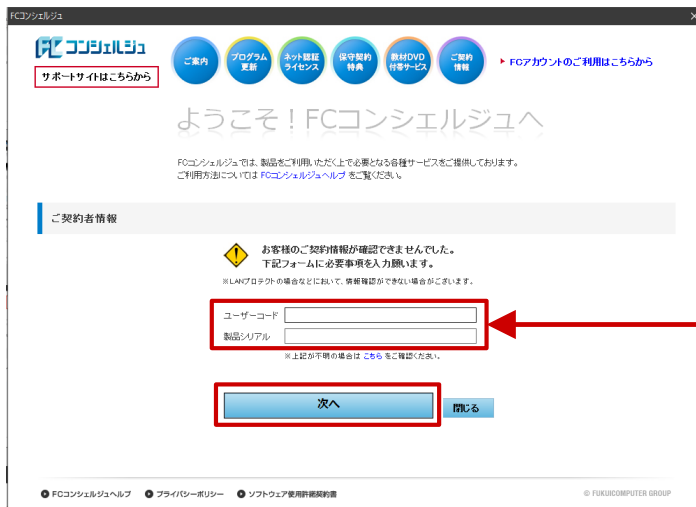 FCコンシェルジュ
FC コンシェルジュ
サポートサイトはこちらから
ご案内
プログラム
更新
ネット認証
ライセンス
保守契約
特典
教材DVD
付帯サービス
ご契約
情報
FCアカウントのご利用はこちらから
ようこそ！FCコンシェルジュへ
FCコンシェルジュでは、製品をご利用いただく上で必要となる各種サービスをご提供しております。
ご利用方法については FCコンシェルジュヘルプ をご覧ください。
ご契約者情報
お客様のご契約情報が確認できませんでした。
下記フォームに必要事項を入力願います。
※LANプロテクトの場合などにおいて、情報確認ができない場合がございます。
ユーザーコード
製品シリアル
※上記が不明の場合は こちら をご確認ください。
次へ
閉じる
FCコンシェルジュヘルプ プライバシーポリシー ソフトウェア使用許諾契約書
© FUKUICOMPUTER GROUP